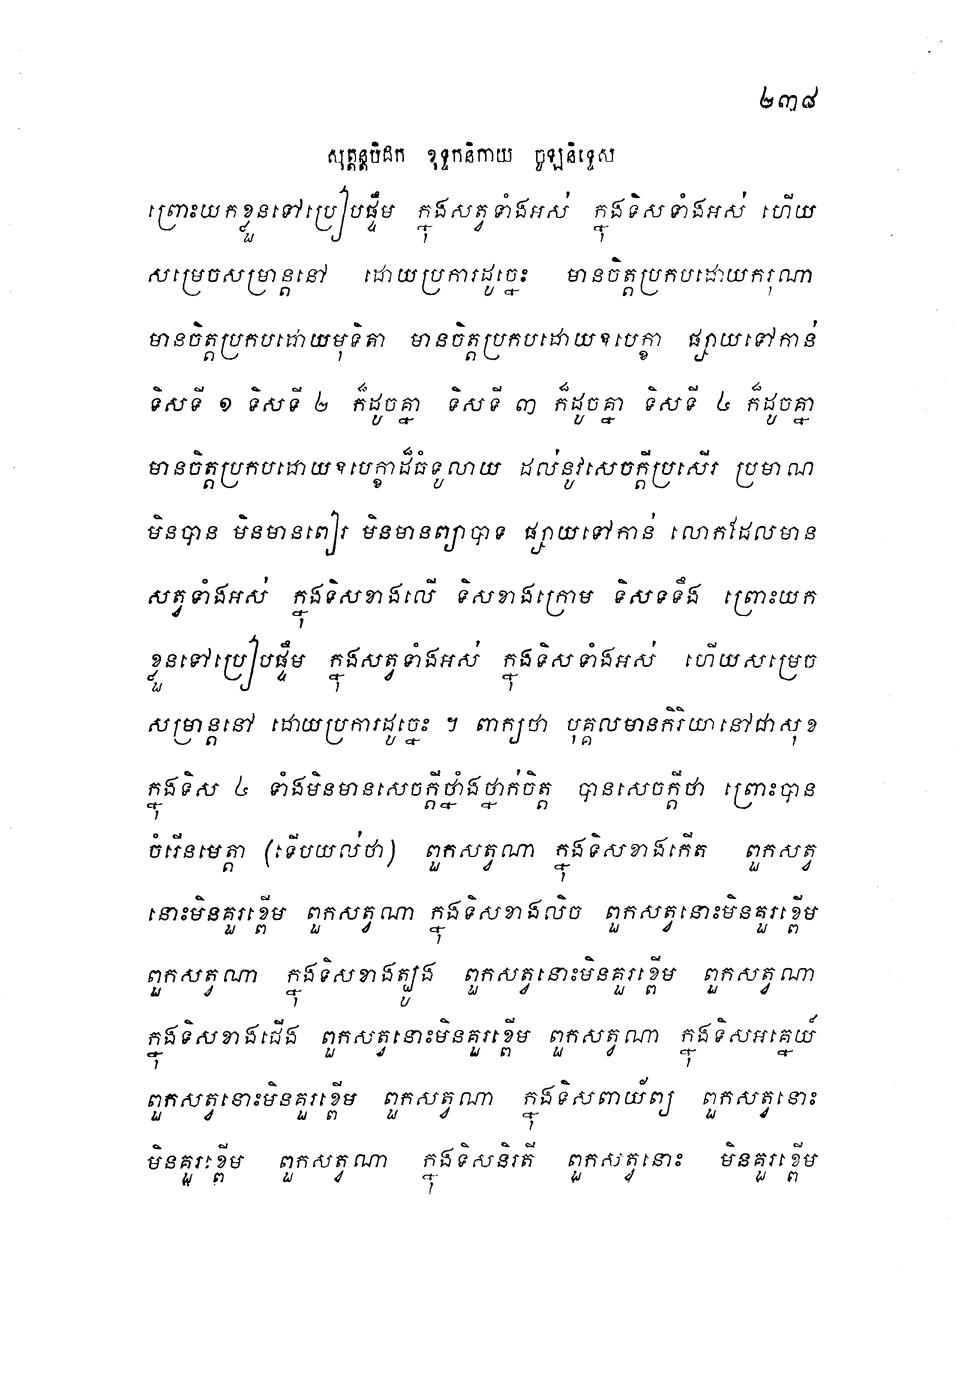 ២៣៨
សុត្តន្តបិដក ខុទ្ទកនិកាយ ចូឡនិទ្ទេស
ព្រោះយកខ្លួនទៅប្រៀបផ្ទឹម ក្នុងសត្វទាំងអស់ ក្នុងទិសទាំងអស់ ហើយ
សម្រេចសម្រាន្តនៅ ដោយប្រការដូច្នេះ មានចិត្តប្រកបដោយករុណា
មានចិត្តប្រកបដោយមុទិតា មានចិត្តប្រកបដោយឧបេក្ខា ផ្សាយទៅកាន់
ទិសទី ១ ទិសទី ២ ក៏ដូចគ្នា ទិសទី ៣ ក៏ដូចគ្នា ទិសទី ៤ ក៏ដូចគ្នា
មានចិត្តប្រកបដោយឧបេក្ខាដ៏ធំទូលាយ ដល់នូវសេចក្តីប្រសើរ ប្រមាណ
មិនបាន មិនមានពៀរ មិនមានព្យាបាទ ផ្សាយទៅកាន់ លោកដែលមាន
សត្វទាំងអស់ ក្នុងទិសខាងលើ ទិសខាងក្រោម ទិសទទឹង ព្រោះយក
ខ្លួនទៅប្រៀបផ្ទឹម ក្នុងសត្វទាំងអស់ ក្នុងទិសទាំងអស់ ហើយសម្រេច
សម្រាន្តនៅ ដោយប្រការដូច្នេះ ។ ពាក្យថា បុគ្គលមានកិរិយានៅជាសុខ
ក្នុងទិស ៤ ទាំងមិនមានសេចក្តីថ្នាំងថ្នាក់ចិត្ត បានសេចក្តីថា ព្រោះបាន
ចំរើនមេត្តា (ទើបយល់ថា) ពួកសត្វណា ក្នុងទិសខាងកើត ពួកសត្វ
នោះមិនគួរខ្ពើម ពួកសត្វណា ក្នុងទិសខាងលិច ពួកសត្វនោះមិនគួរខ្ពើម
ពួកសត្វណា ក្នុងទិសខាងត្បូង ពួកសត្វនោះមិនគួរខ្ពើម ពួកសត្វណា
ក្នុងទិសខាងជើង ពួកសត្វនោះមិនគួរខ្ពើម ពួកសត្វណា ក្នុងទិសអគ្នេយ៍
ពួកសត្វនោះមិនគួរខ្ពើម ពួកសត្វណា ក្នុងទិសពាយ័ព្យ ពួកសត្វនោះ
មិនគួរខ្ពើម ពួកសត្វណា ក្នុងទិសនិរតី ពួកសត្វនោះ មិនគួរខ្ពើម